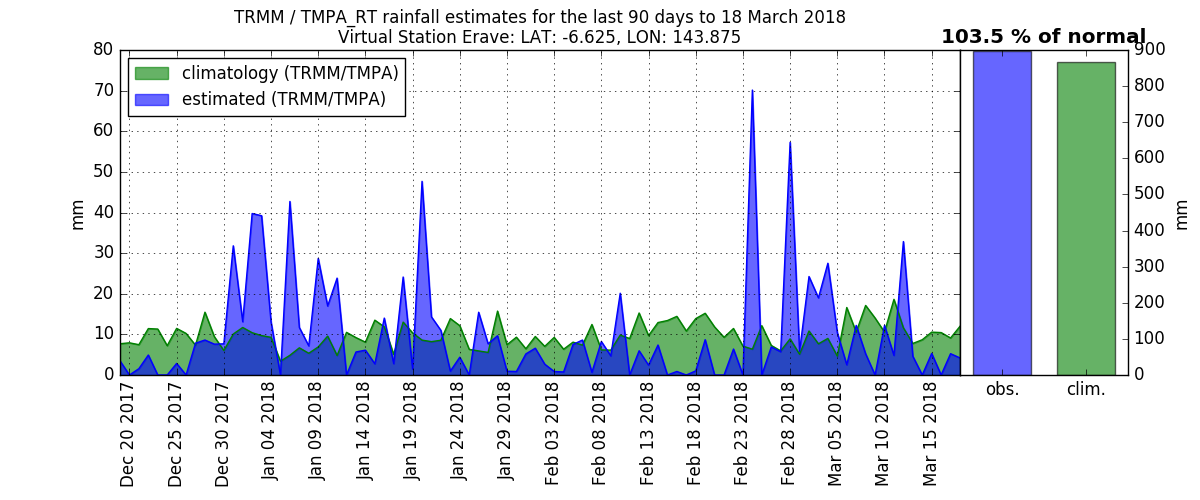 TRMM / TMPA_RT rainfall estimates for the last 90 days to 18 March 2018
Virtual Station Erave: LAT: -6.625, LON: 143.875
103.5 % of normal
climatology (TRMM/TMPA)
estimated (TRMM/TMPA)
mm
80
70
60
50
40
30
20
10
0
Dec 20 2017
Dec 25 2017
Dec 30 2017
Jan 04 2018
Jan 09 2018
Jan 14 2018
Jan 19 2018
Jan 24 2018
Jan 29 2018
Feb 03 2018
Feb 08 2018
Feb 13 2018
Feb 18 2018
Feb 23 2018
Feb 28 2018
Mar 05 2018
Mar 10 2018
Mar 15 2018
obs.
clim.
900
800
700
600
500
400
300
200
100
0
mm